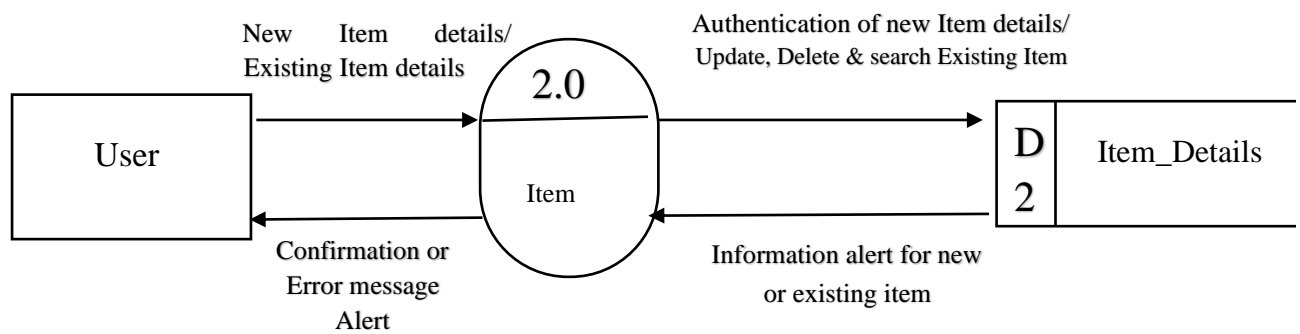 New Item details/
Existing Item details
Authentication of new Item details/
Update, Delete & search Existing Item
2.0
User
Item
D
2
Item_Details
Confirmation or
Error message
Alert
Information alert for new
or existing item